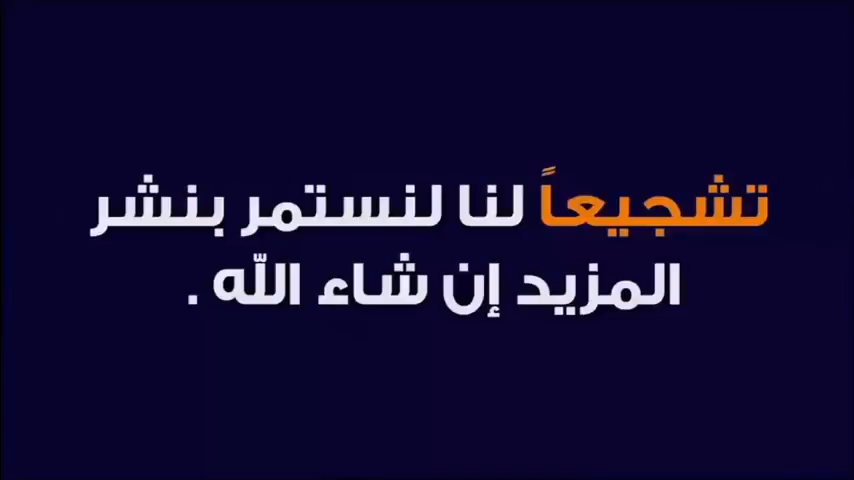 تشجيعاً لنا لنستمر بنشر
المزيد إن شاء الله .